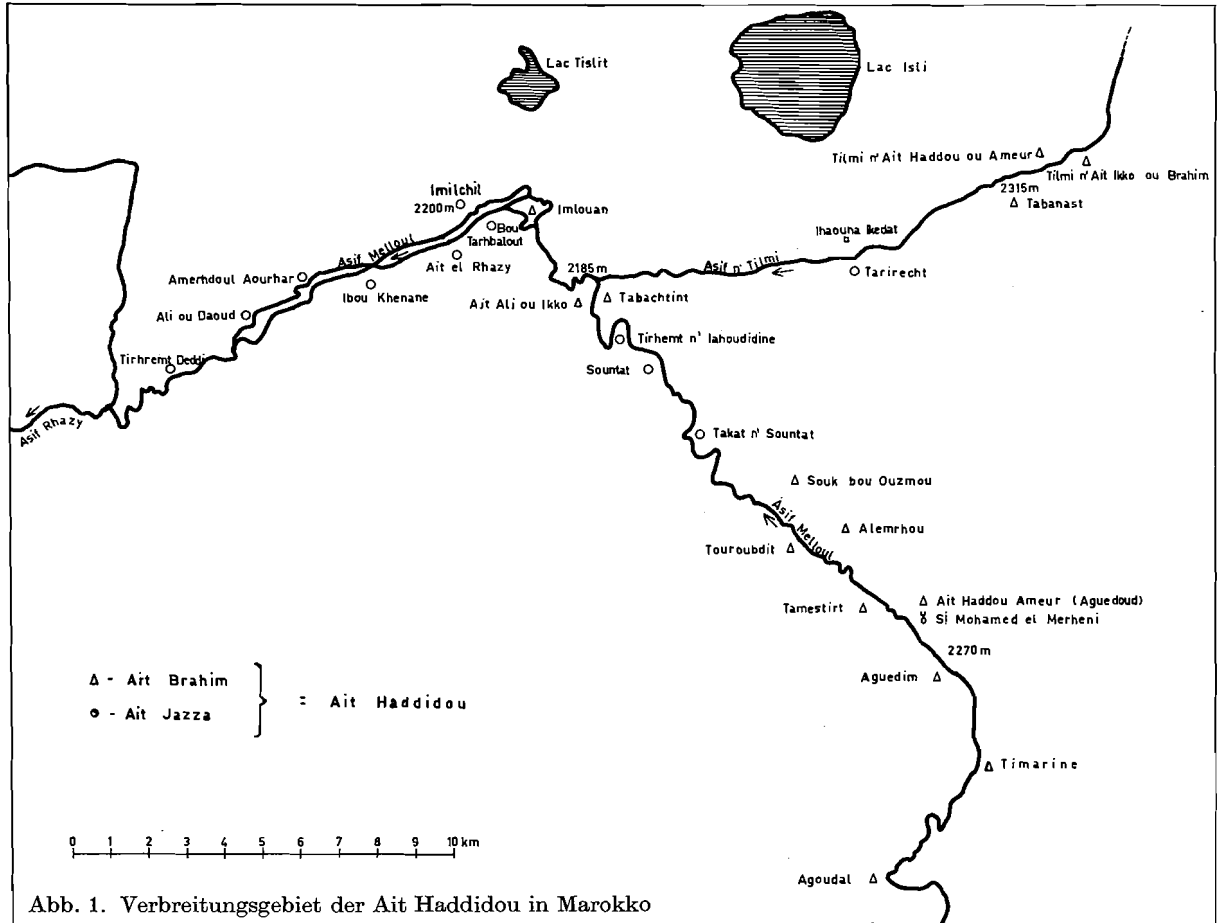 Lac Tislit
Lac Isli
Tilmi n'Ait Haddou ou Ameur
Tilmi n'Ait Ikko ou Brahim
2315m
Tabanast
Imilchil
2200m
Imlouan
Bou
Tarhbalout
Ihaouna Ikedat
Asif Melloul
Ait el Rhazy
2185m
Asif n' Tilmi
Tarirecht
Amerhdoul Aourhar
Ibou Khenane
Ait Ali ou Ikko
Tabachtint
Ali ou Daoud
Tirhemt n' Iahoudidine
Tirhremt Deddi
Sountat
Asif Rhazy
Takat n' Sountat
Souk bou Ouzmou
Asif Melloul
Alemrhou
Touroubdit
Tamestirt
Ait Haddou Ameur (Aguedoud)
Si Mohamed el Merheni
2270m
Aguedim
Δ - Ait Brahim
o - Ait Jazza
= Ait Haddidou
Timarine
0 1 2 3 4 5 6 7 8 9 10 km
Agoudal
Abb. 1. Verbreitungsgebiet der Ait Haddidou in Marokko